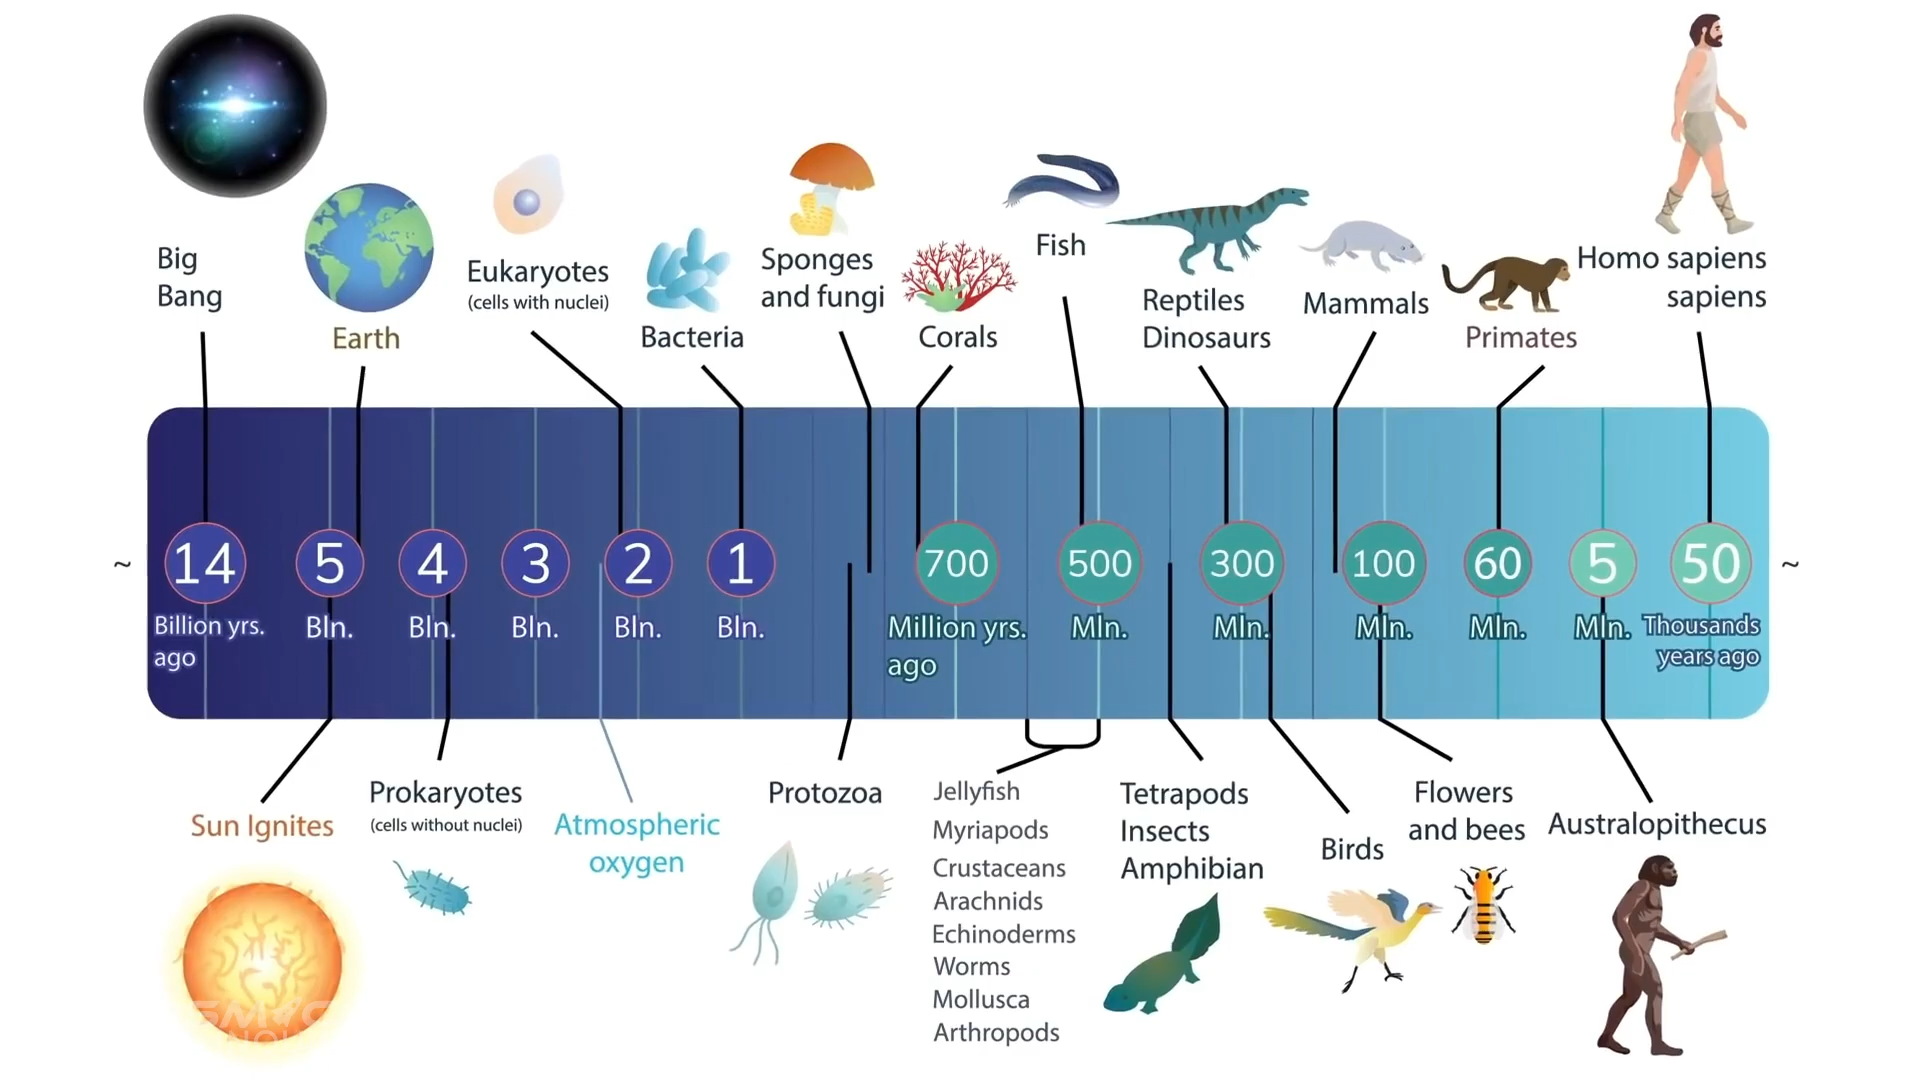 Big
Bang
Earth
Eukaryotes
(cells with nuclei)
Bacteria
Sponges
and fungi
Corals
Fish
Reptiles
Dinosaurs
Mammals
Primates
Homo sapiens
sapiens
~
14
5
4
3
2
1
700
500
300
100
60
5
50
~
Billion yrs.
ago
Bln.
Bln.
Bln.
Bln.
Bln.
Million yrs.
ago
Mln.
Mln.
Mln.
Mln.
Mln.
Thousands
years ago
Sun Ignites
Prokaryotes
(cells without nuclei)
Atmospheric
oxygen
Protozoa
Jellyfish
Myriapods
Crustaceans
Arachnids
Echinoderms
Worms
Mollusca
Arthropods
Tetrapods
Insects
Amphibian
Birds
Flowers
and bees
Australopithecus